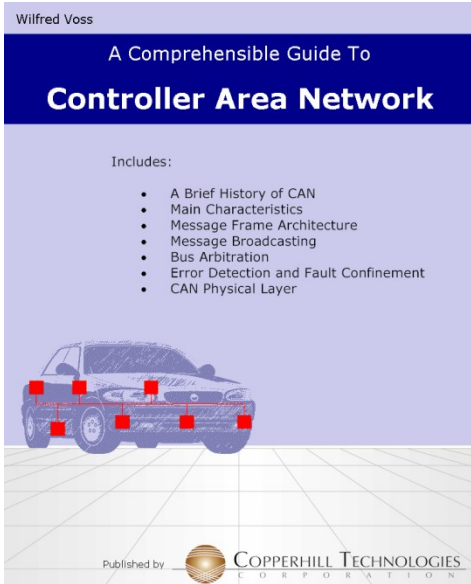 Wilfred Voss
A Comprehensible Guide To
Controller Area Network
Includes:
• A Brief History of CAN
• Main Characteristics
• Message Frame Architecture
• Message Broadcasting
• Bus Arbitration
• Error Detection and Fault Confinement
• CAN Physical Layer
Published by
COPPERHILL TECHNOLOGIES
CORPORATION